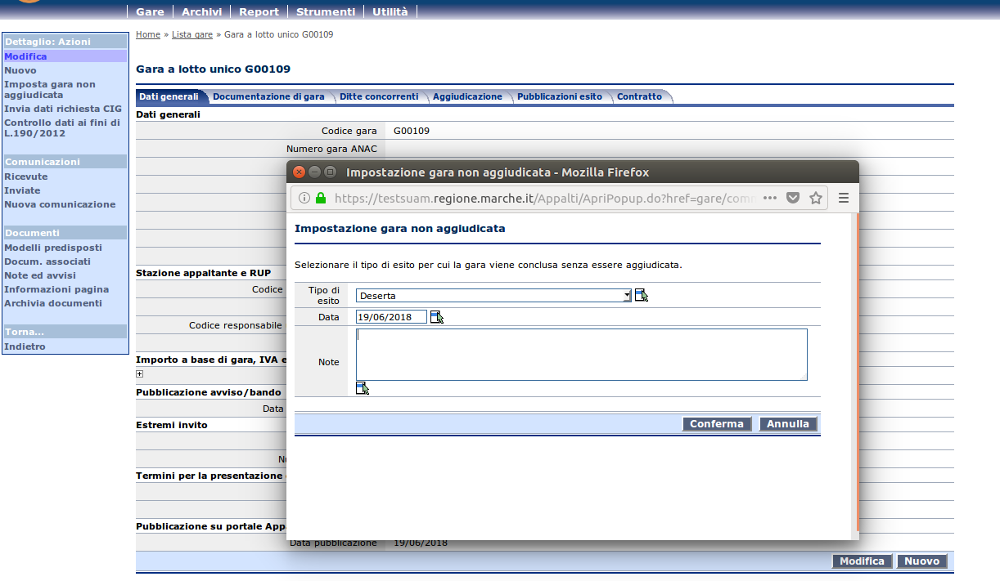 Gare Archivi Report Strumenti Utilità
Home » Lista gare » Gara a lotto unico G00109
Dettaglio: Azioni
Modifica
Nuovo
Imposta gara non
aggiudicata
Invia dati richiesta CIG
Controllo dati ai fini di
L.190/2012
Comunicazioni
Ricevute
Inviate
Nuova comunicazione
Documenti
Modelli predisposti
Docum. associati
Note ed avvisi
Informazioni pagina
Archivia documenti
Torna...
Indietro
Gara a lotto unico G00109
Dati generali Documentazione di gara Ditte concorrenti Aggiudicazione Pubblicazioni esito Contratto
Dati generali
Codice gara G00109
Numero gara ANAC
Stazione appaltante e RUP
Codice
Codice responsabile
Importo a base di gara, IVA e
Pubblicazione avviso/bando
Data
Estremi invito
Termini per la presentazione
Pubblicazione su portale App
Data pubblicazione 19/06/2018
Modifica Nuovo
Impostazione gara non aggiudicata - Mozilla Firefox
https://testsuam.regione.marche.it/Appalti/ApriPopup.do?href=gare/com
Impostazione gara non aggiudicata
Selezionare il tipo di esito per cui la gara viene conclusa senza essere aggiudicata.
Tipo di
esito Deserta
Data 19/06/2018
Note
Conferma Annulla